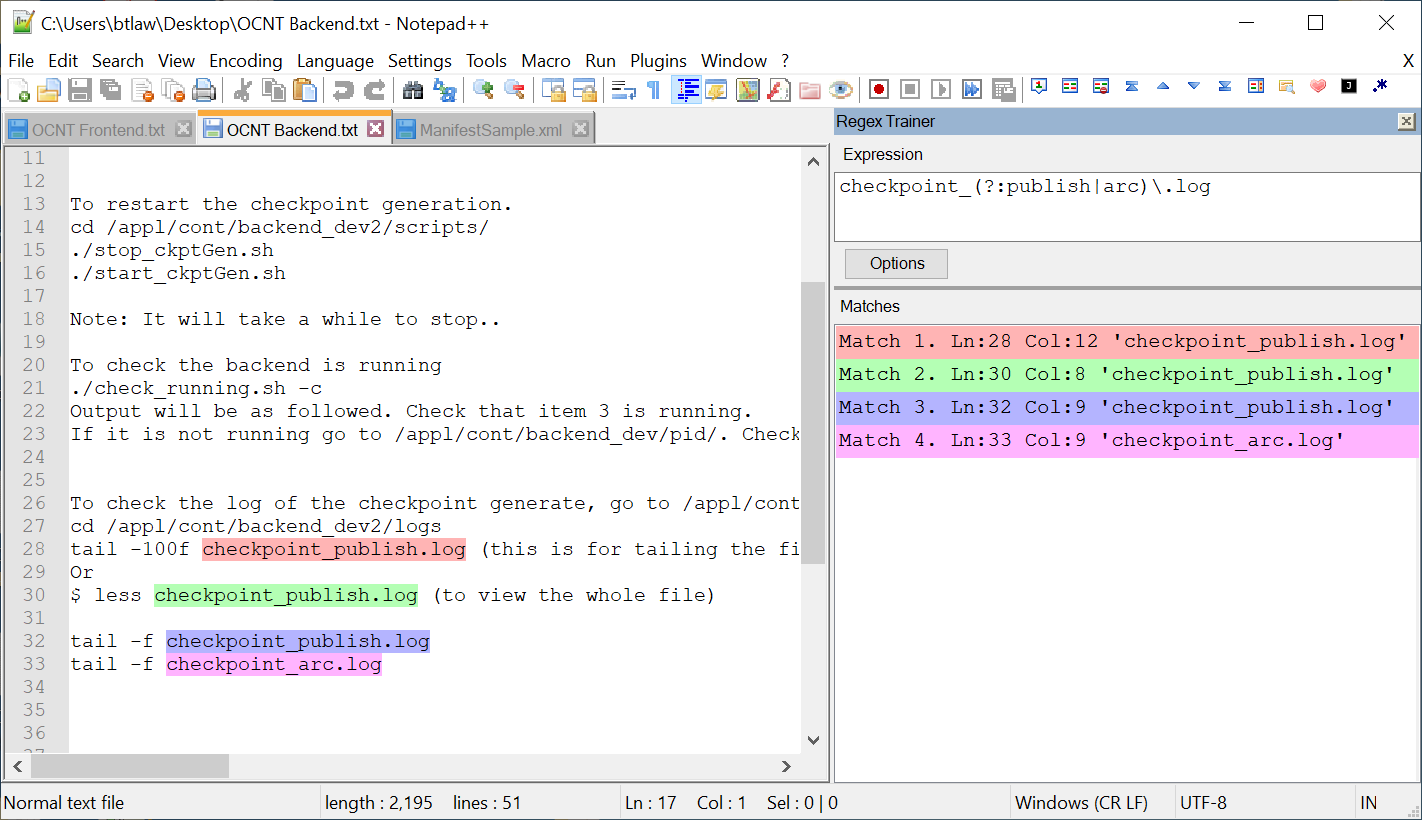 C:\Users\btlaw\Desktop\OCNT Backend.txt - Notepad++
File Edit Search View Encoding Language Settings Tools Macro Run Plugins Window ? X
OCNT Frontend.txt OCNT Backend.txt ManifestSample.xml
11
12
13 To restart the checkpoint generation.
14 cd /appl/cont/backend_dev2/scripts/
15 ./stop_ckptGen.sh
16 ./start_ckptGen.sh
17
18 Note: It will take a while to stop..
19
20 To check the backend is running
21 ./check_running.sh -c
22 Output will be as followed. Check that item 3 is running.
23 If it is not running go to /appl/cont/backend_dev/pid/. Check
24
25
26 To check the log of the checkpoint generate, go to /appl/cont
27 cd /appl/cont/backend_dev2/logs
28 tail -100f checkpoint_publish.log (this is for tailing the fi
29 Or
30 $ less checkpoint_publish.log (to view the whole file)
31
32 tail -f checkpoint_publish.log
33 tail -f checkpoint_arc.log
34
35
36
37
Regex Trainer
Expression
checkpoint_(?:publish|arc)\.log
Options
Matches
Match 1. Ln:28 Col:12 'checkpoint_publish.log'
Match 2. Ln:30 Col:8 'checkpoint_publish.log'
Match 3. Ln:32 Col:9 'checkpoint_publish.log'
Match 4. Ln:33 Col:9 'checkpoint_arc.log'
Normal text file length : 2,195 lines : 51 Ln : 17 Col : 1 Sel : 0 | 0 Windows (CR LF) UTF-8 IN